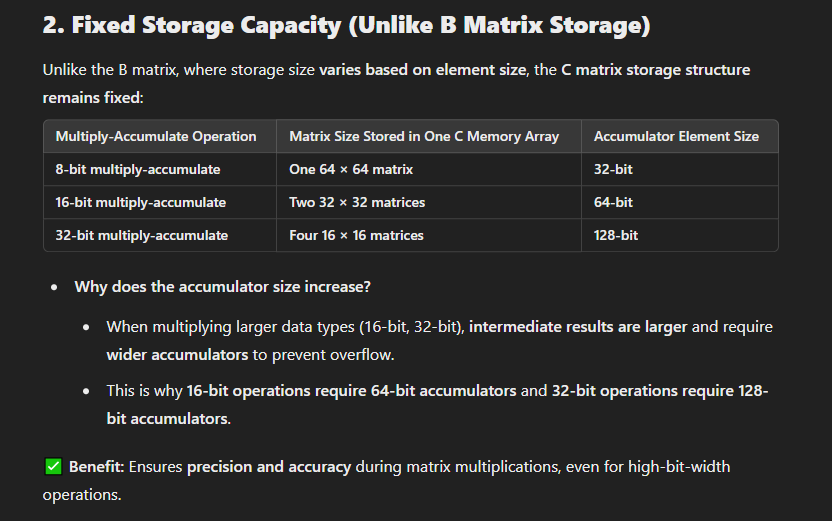 2. Fixed Storage Capacity (Unlike B Matrix Storage)
Unlike the B matrix, where storage size varies based on element size, the C matrix storage structure
remains fixed:
Multiply-Accumulate Operation Matrix Size Stored in One C Memory Array Accumulator Element Size
8-bit multiply-accumulate One 64 × 64 matrix 32-bit
16-bit multiply-accumulate Two 32 × 32 matrices 64-bit
32-bit multiply-accumulate Four 16 × 16 matrices 128-bit
• Why does the accumulator size increase?
• When multiplying larger data types (16-bit, 32-bit), intermediate results are larger and require
wider accumulators to prevent overflow.
• This is why 16-bit operations require 64-bit accumulators and 32-bit operations require 128-
bit accumulators.
✅ Benefit: Ensures precision and accuracy during matrix multiplications, even for high-bit-width
operations.